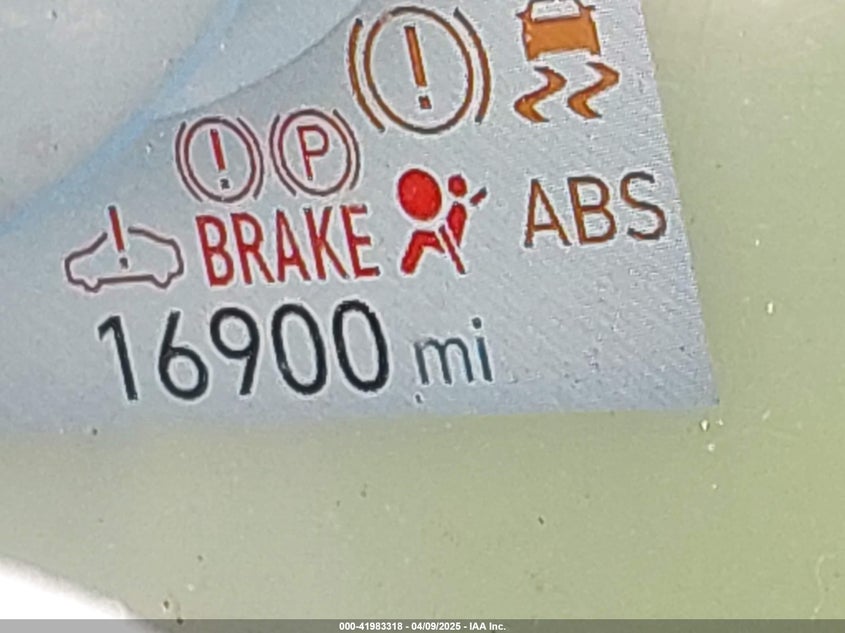 P
BRAKE
ABS
16900 mi
000-41983318 - 04/09/2025 - IAA Inc.